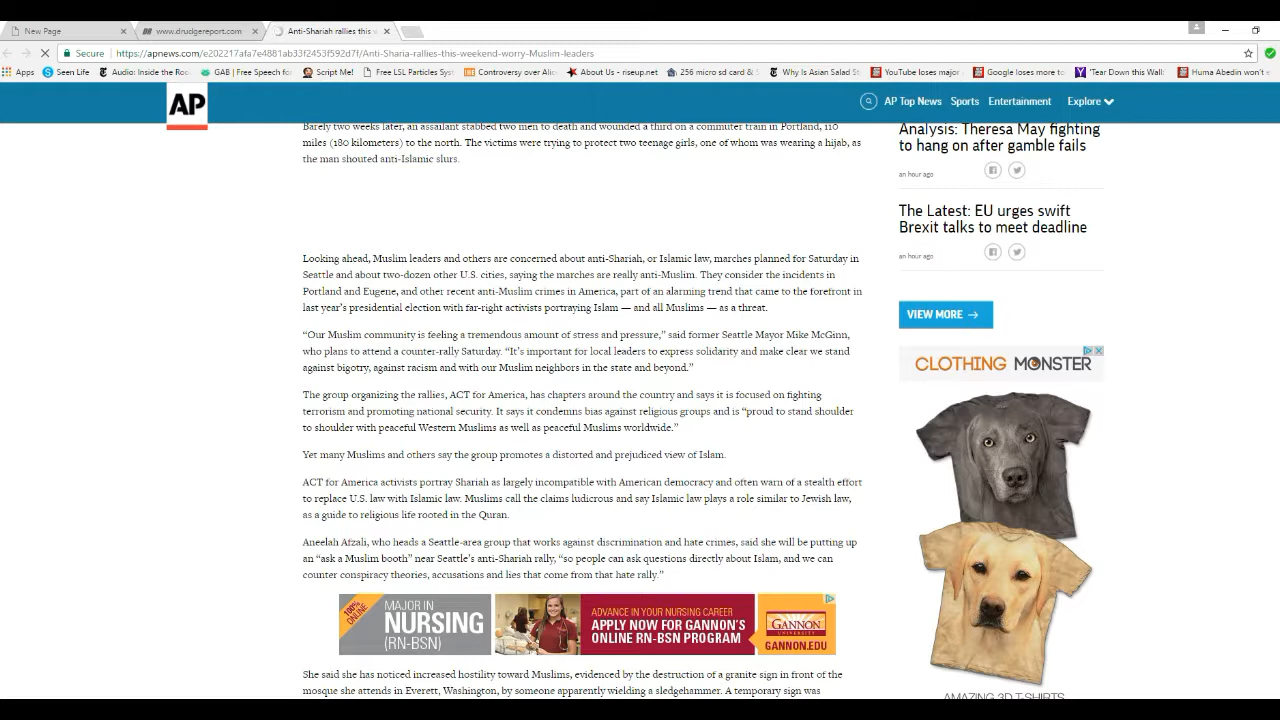 New Page
www.drudgereport.com
Anti-Shariah rallies this w
Secure
https://apnews.com/e202217afa7e4881ab33f2453f592d7f/Anti-Sharia-rallies-this-weekend-worry-Muslim-leaders
Apps
Seen Life
Audio: Inside the Roo
GAB | Free Speech fo
Script Me!
Free LSL Particles Sys
Controversy over Alic
About Us - riseup.net
256 micro sd card & S
Why Is Asian Salad St
YouTube loses major
Google loses more to
'Tear Down this Wall:
Huma Abedin won't e
AP
AP Top News
Sports
Entertainment
Explore
Barely two weeks later, an assailant stabbed two men to death and wounded a third on a commuter train in Portland, 110
miles (180 kilometers) to the north. The victims were trying to protect two teenage girls, one of whom was wearing a hijab, as
the man shouted anti-Islamic slurs.
Looking ahead, Muslim leaders and others are concerned about anti-Shariah, or Islamic law, marches planned for Saturday in
Seattle and about two-dozen other U.S. cities, saying the marches are really anti-Muslim. They consider the incidents in
Portland and Eugene, and other recent anti-Muslim crimes in America, part of an alarming trend that came to the forefront in
last year's presidential election with far-right activists portraying Islam — and all Muslims — as a threat.
“Our Muslim community is feeling a tremendous amount of stress and pressure,” said former Seattle Mayor Mike McGinn,
who plans to attend a counter-rally Saturday. “It's important for local leaders to express solidarity and make clear we stand
against bigotry, against racism and with our Muslim neighbors in the state and beyond.”
The group organizing the rallies, ACT for America, has chapters around the country and says it is focused on fighting
terrorism and promoting national security. It says it condemns bias against religious groups and is “proud to stand shoulder
to shoulder with peaceful Western Muslims as well as peaceful Muslims worldwide.”
Yet many Muslims and others say the group promotes a distorted and prejudiced view of Islam.
ACT for America activists portray Shariah as largely incompatible with American democracy and often warn of a stealth effort
to replace U.S. law with Islamic law. Muslims call the claims ludicrous and say Islamic law plays a role similar to Jewish law,
as a guide to religious life rooted in the Quran.
Aneelah Afzali, who heads a Seattle-area group that works against discrimination and hate crimes, said she will be putting up
an “ask a Muslim booth” near Seattle's anti-Shariah rally, “so people can ask questions directly about Islam, and we can
counter conspiracy theories, accusations and lies that come from that hate rally.”
100% ONLINE
MAJOR IN
NURSING
(RN-BSN)
ADVANCE IN YOUR NURSING CAREER
APPLY NOW FOR GANNON'S
ONLINE RN-BSN PROGRAM
GANNON
UNIVERSITY
GANNON.EDU
She said she has noticed increased hostility toward Muslims, evidenced by the destruction of a granite sign in front of the
mosque she attends in Everett, Washington, by someone apparently wielding a sledgehammer. A temporary sign was
Analysis: Theresa May fighting
to hang on after gamble fails
an hour ago
The Latest: EU urges swift
Brexit talks to meet deadline
an hour ago
VIEW MORE →
CLOTHING MONSTER
AMAZING 3D T-SHIRTS